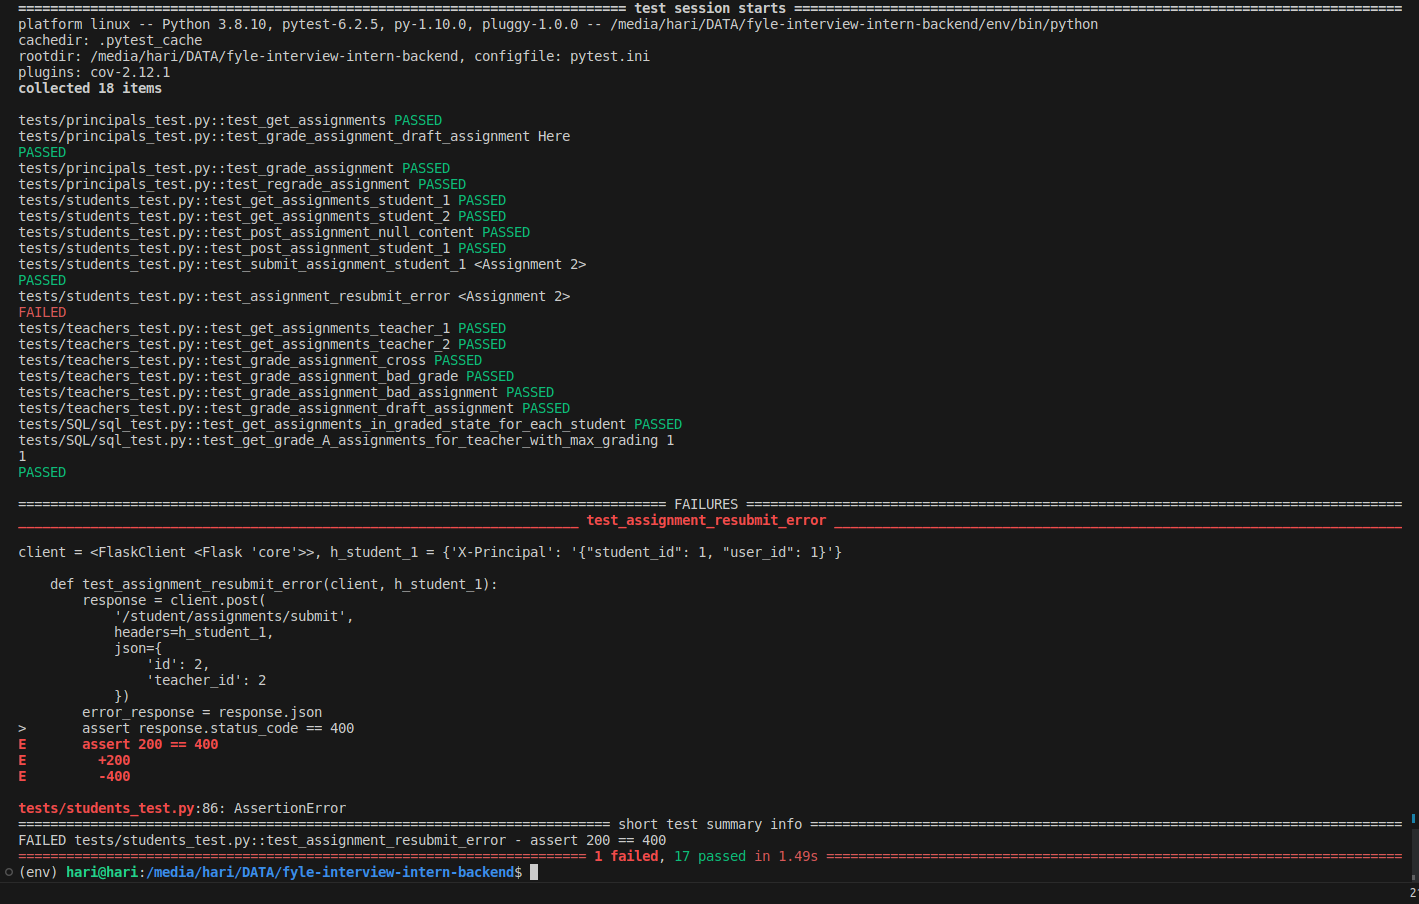 ============================================================================ test session starts ============================================================================
platform linux -- Python 3.8.10, pytest-6.2.5, py-1.10.0, pluggy-1.0.0 -- /media/hari/DATA/fyle-interview-intern-backend/env/bin/python
cachedir: .pytest_cache
rootdir: /media/hari/DATA/fyle-interview-intern-backend, configfile: pytest.ini
plugins: cov-2.12.1
collected 18 items

tests/principals_test.py::test_get_assignments PASSED
tests/principals_test.py::test_grade_assignment_draft_assignment Here
PASSED
tests/principals_test.py::test_grade_assignment PASSED
tests/principals_test.py::test_regrade_assignment PASSED
tests/students_test.py::test_get_assignments_student_1 PASSED
tests/students_test.py::test_get_assignments_student_2 PASSED
tests/students_test.py::test_post_assignment_null_content PASSED
tests/students_test.py::test_post_assignment_student_1 PASSED
tests/students_test.py::test_submit_assignment_student_1 <Assignment 2>
PASSED
tests/students_test.py::test_assignment_resubmit_error <Assignment 2>
FAILED
tests/teachers_test.py::test_get_assignments_teacher_1 PASSED
tests/teachers_test.py::test_get_assignments_teacher_2 PASSED
tests/teachers_test.py::test_grade_assignment_cross PASSED
tests/teachers_test.py::test_grade_assignment_bad_grade PASSED
tests/teachers_test.py::test_grade_assignment_bad_assignment PASSED
tests/teachers_test.py::test_grade_assignment_draft_assignment PASSED
tests/SQL/sql_test.py::test_get_assignments_in_graded_state_for_each_student PASSED
tests/SQL/sql_test.py::test_get_grade_A_assignments_for_teacher_with_max_grading 1
1
PASSED

================================================================================= FAILURES ==================================================================================
______________________________________________________________________ test_assignment_resubmit_error _______________________________________________________________________

client = <FlaskClient <Flask 'core'>>, h_student_1 = {'X-Principal': '{"student_id": 1, "user_id": 1}'}

    def test_assignment_resubmit_error(client, h_student_1):
        response = client.post(
            '/student/assignments/submit',
            headers=h_student_1,
            json={
                'id': 2,
                'teacher_id': 2
            })
        error_response = response.json
>       assert response.status_code == 400
E       assert 200 == 400
E         +200
E         -400

tests/students_test.py:86: AssertionError
========================================================================== short test summary info ==========================================================================
FAILED tests/students_test.py::test_assignment_resubmit_error - assert 200 == 400
======================================================================= 1 failed, 17 passed in 1.49s ========================================================================
(env) hari@hari:/media/hari/DATA/fyle-interview-intern-backend$